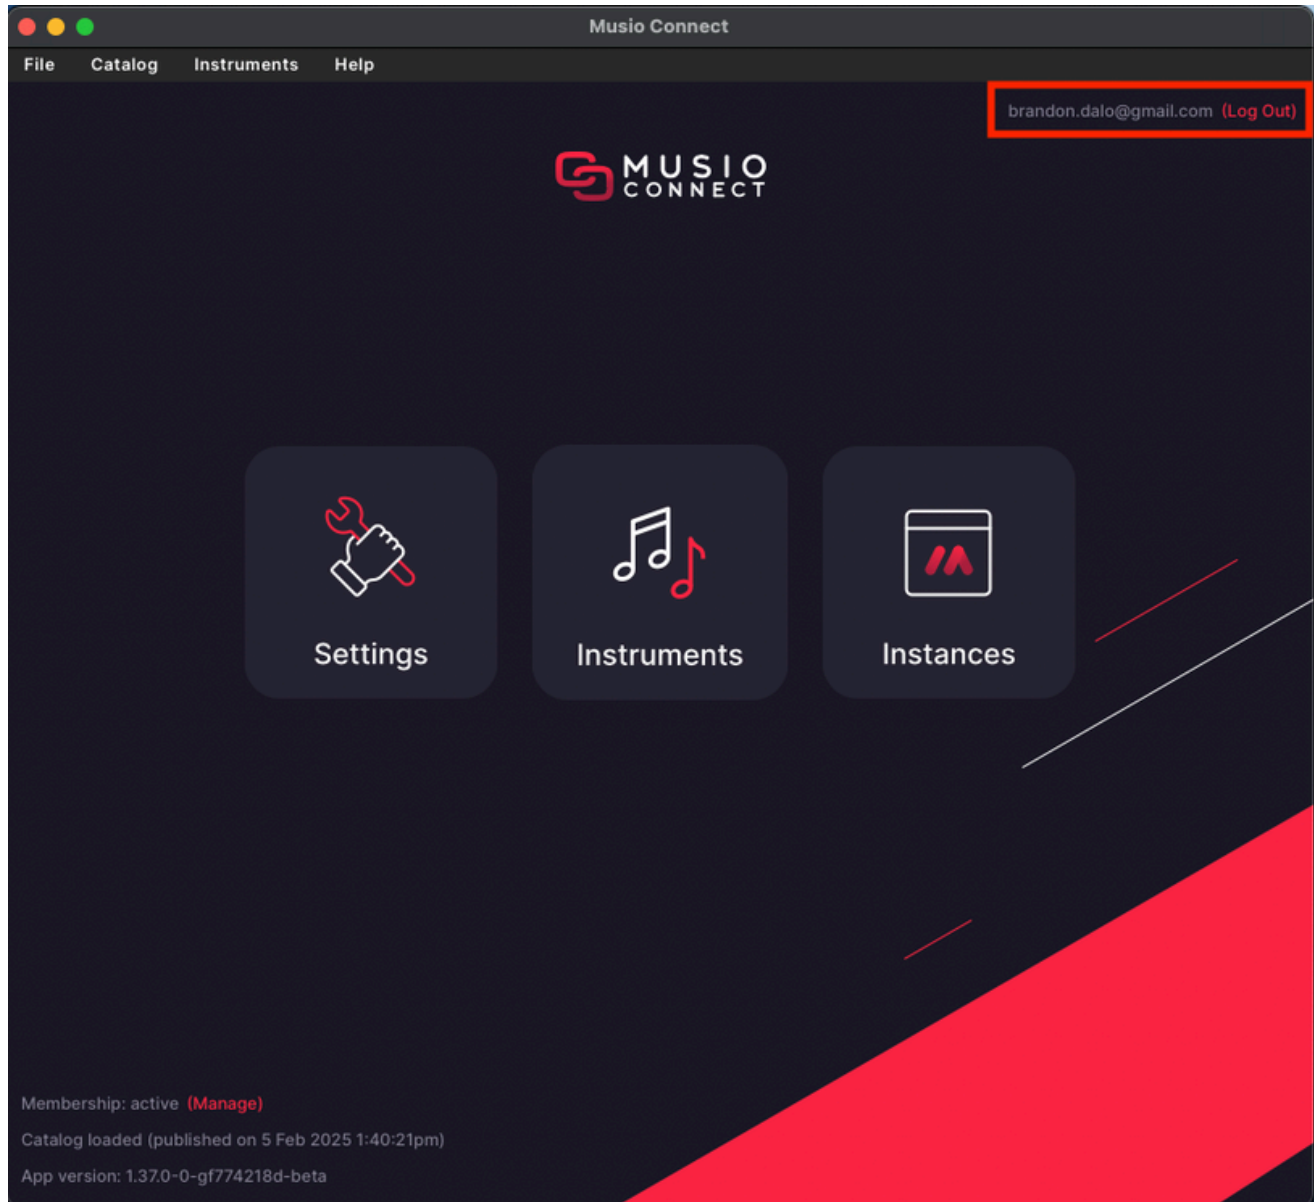 Musio Connect
File Catalog Instruments Help
brandon.dalo@gmail.com (Log Out)
MUSIO
CONNECT
Settings Instruments Instances
Membership: active (Manage)
Catalog loaded (published on 5 Feb 2025 1:40:21pm)
App version: 1.37.0-0-gf774218d-beta